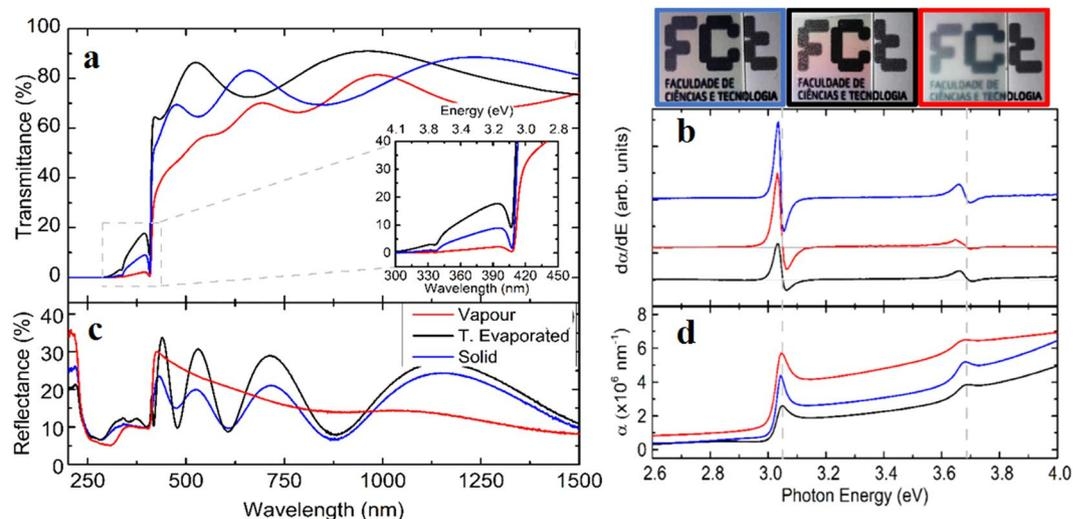 FCt FCt FCt
FACULDADE DE
CIÊNCIAS E TECNOLOGIA
FACULDADE DE
CIÊNCIAS E TECNOLOGIA
FACULDADE DE
CIÊNCIAS E TECNOLOGIA
a
Transmittance (%)
100
80
60
40
20
0
Energy (eV)
4.1 3.8 3.6 3.4 3.2 3.0 2.8
40
30
20
10
0
300 330 360 390 420 450
Wavelength (nm)
c
Reflectance (%)
40
30
20
10
0
Vapour
T. Evaporated
Solid
250 500 750 1000 1250 1500
Wavelength (nm)
b
dα/dE (arb. units)
d
α (x10⁶ nm⁻¹)
8
6
4
2
0
2.6 2.8 3.0 3.2 3.4 3.6 3.8 4.0
Photon Energy (eV)